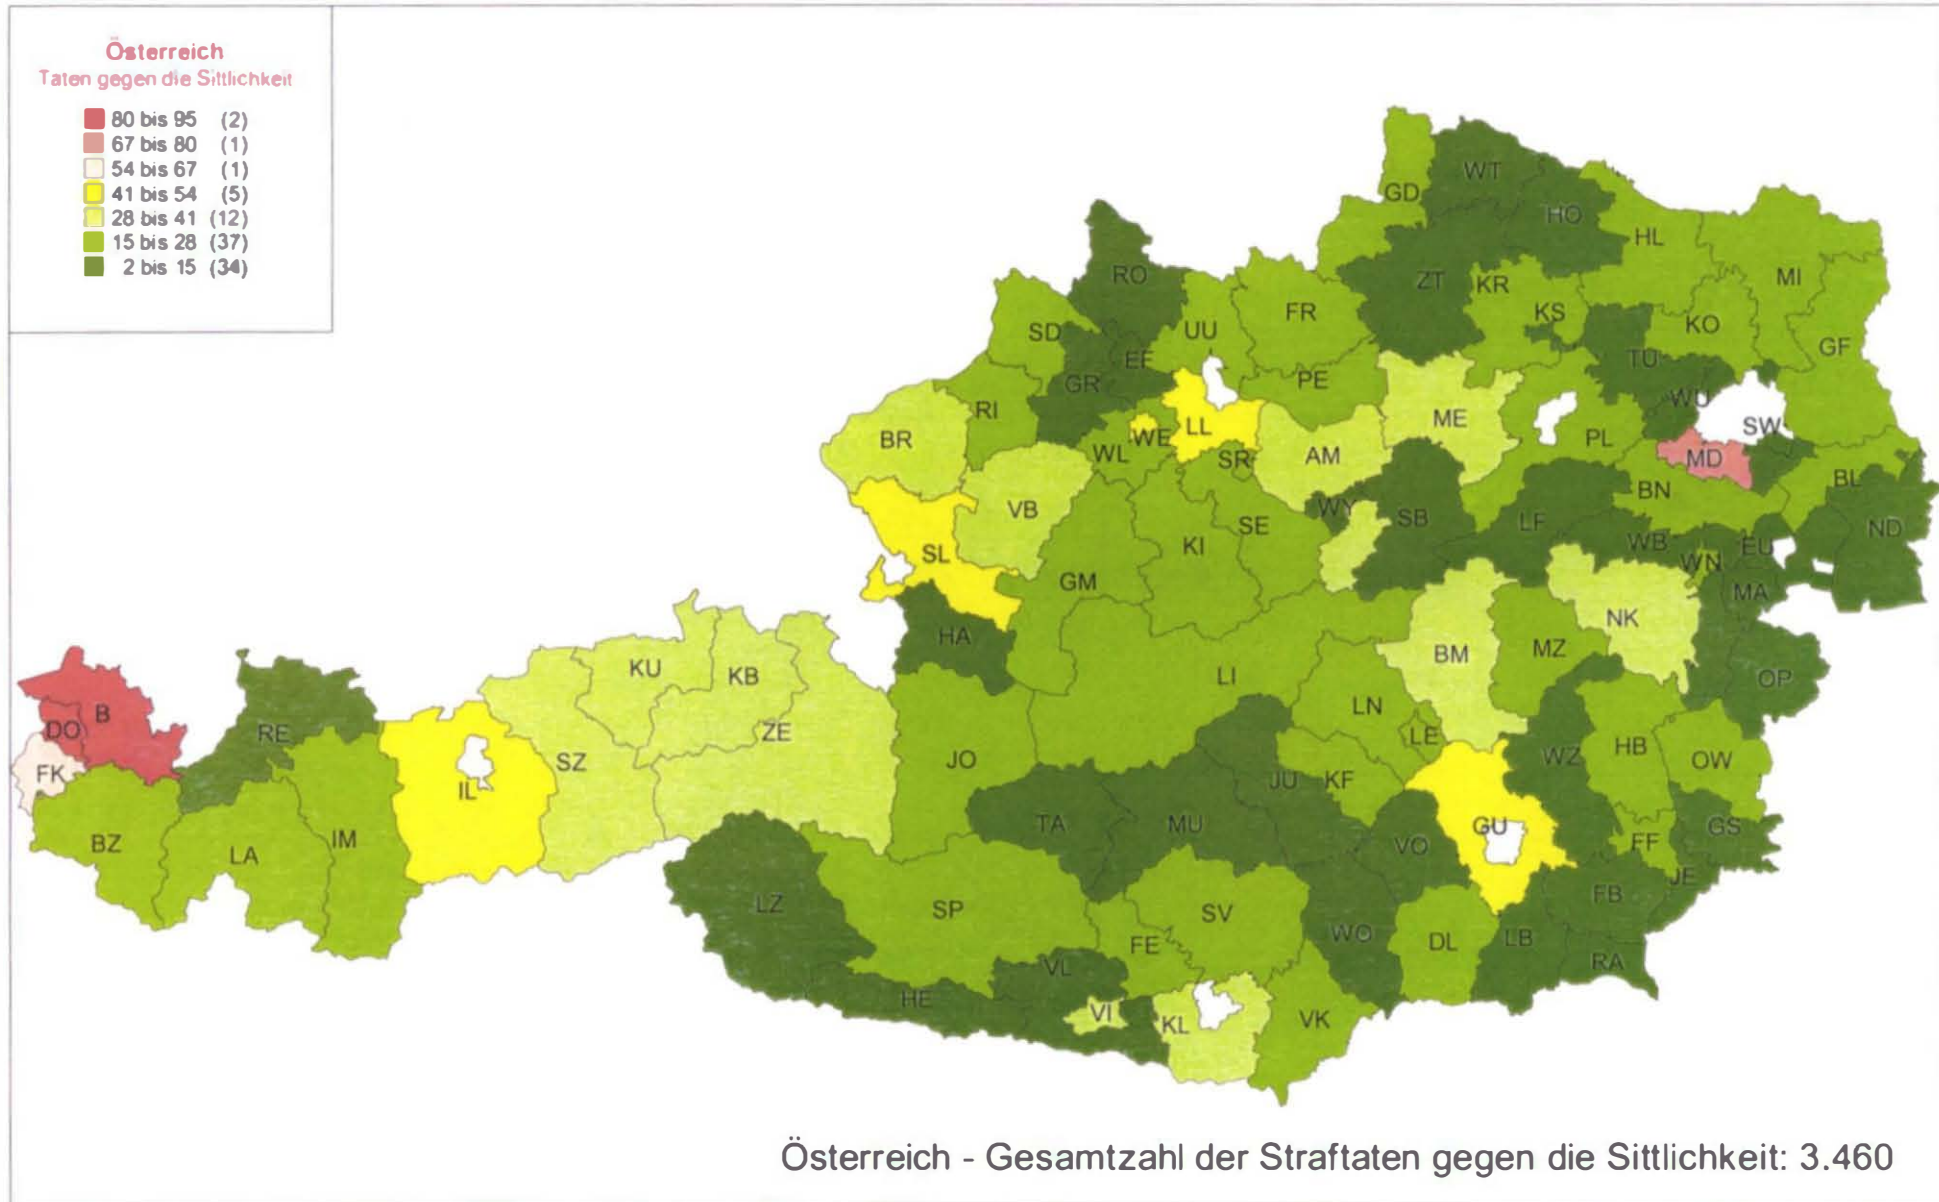 Österreich
Taten gegen die Sittlichkeit
80 bis 95 (2)
67 bis 80 (1)
54 bis 67 (1)
41 bis 54 (5)
28 bis 41 (12)
15 bis 28 (37)
2 bis 15 (34)
WT
GD
HO
HL
RO
MI
ZT
KR
FR
KS
SD
UU
KO
GF
EF
TU
PE
GR
WU
RI
ME
SW
LL
BR
WE
PL
WL
AM
MD
SR
BL
BN
VB
WY
SB
LF
SE
ND
WB
EU
KI
SL
WN
GM
MA
NK
HA
MZ
BM
KU
LI
KB
OP
LN
B
DO
RE
ZE
LE
HB
SZ
JO
WZ
OW
FK
JU
KF
IL
TA
MU
GU
GS
IM
BZ
VO
FF
LA
JE
FB
LZ
SP
SV
WO
DL
LB
FE
RA
VL
HE
VI
KL
VK
Österreich - Gesamtzahl der Straftaten gegen die Sittlichkeit: 3.460